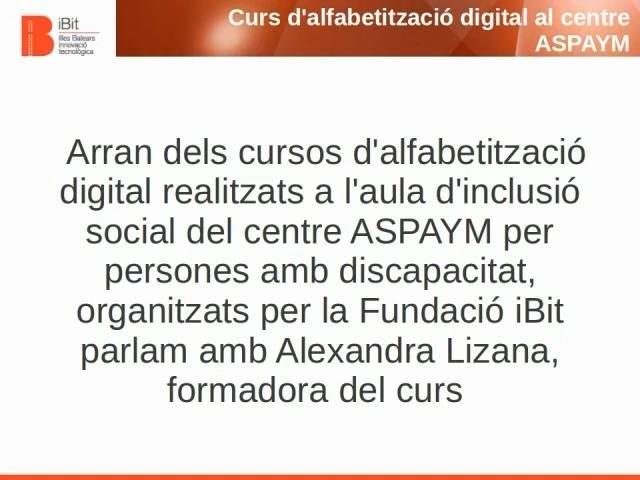 Curs d'alfabetització digital al centre
ASPAYM
iBit
Illes Balears
innovació
tecnològica
Arran dels cursos d'alfabetització
digital realitzats a l'aula d'inclusió
social del centre ASPAYM per
persones amb discapacitat,
organitzats per la Fundació iBit
parlam amb Alexandra Lizana,
formadora del curs